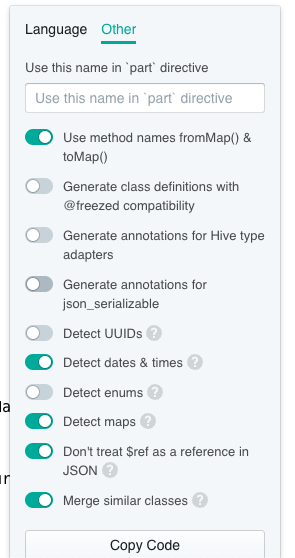 Language Other
Use this name in `part` directive
Use this name in `part` directive
Use method names fromMap() &
toMap()
Generate class definitions with
@freezed compatibility
Generate annotations for Hive type
adapters
Generate annotations for
json_serializable
Detect UUIDs ?
Detect dates & times ?
Detect enums ?
Detect maps ?
Don't treat $ref as a reference in
JSON ?
Merge similar classes ?
Copy Code